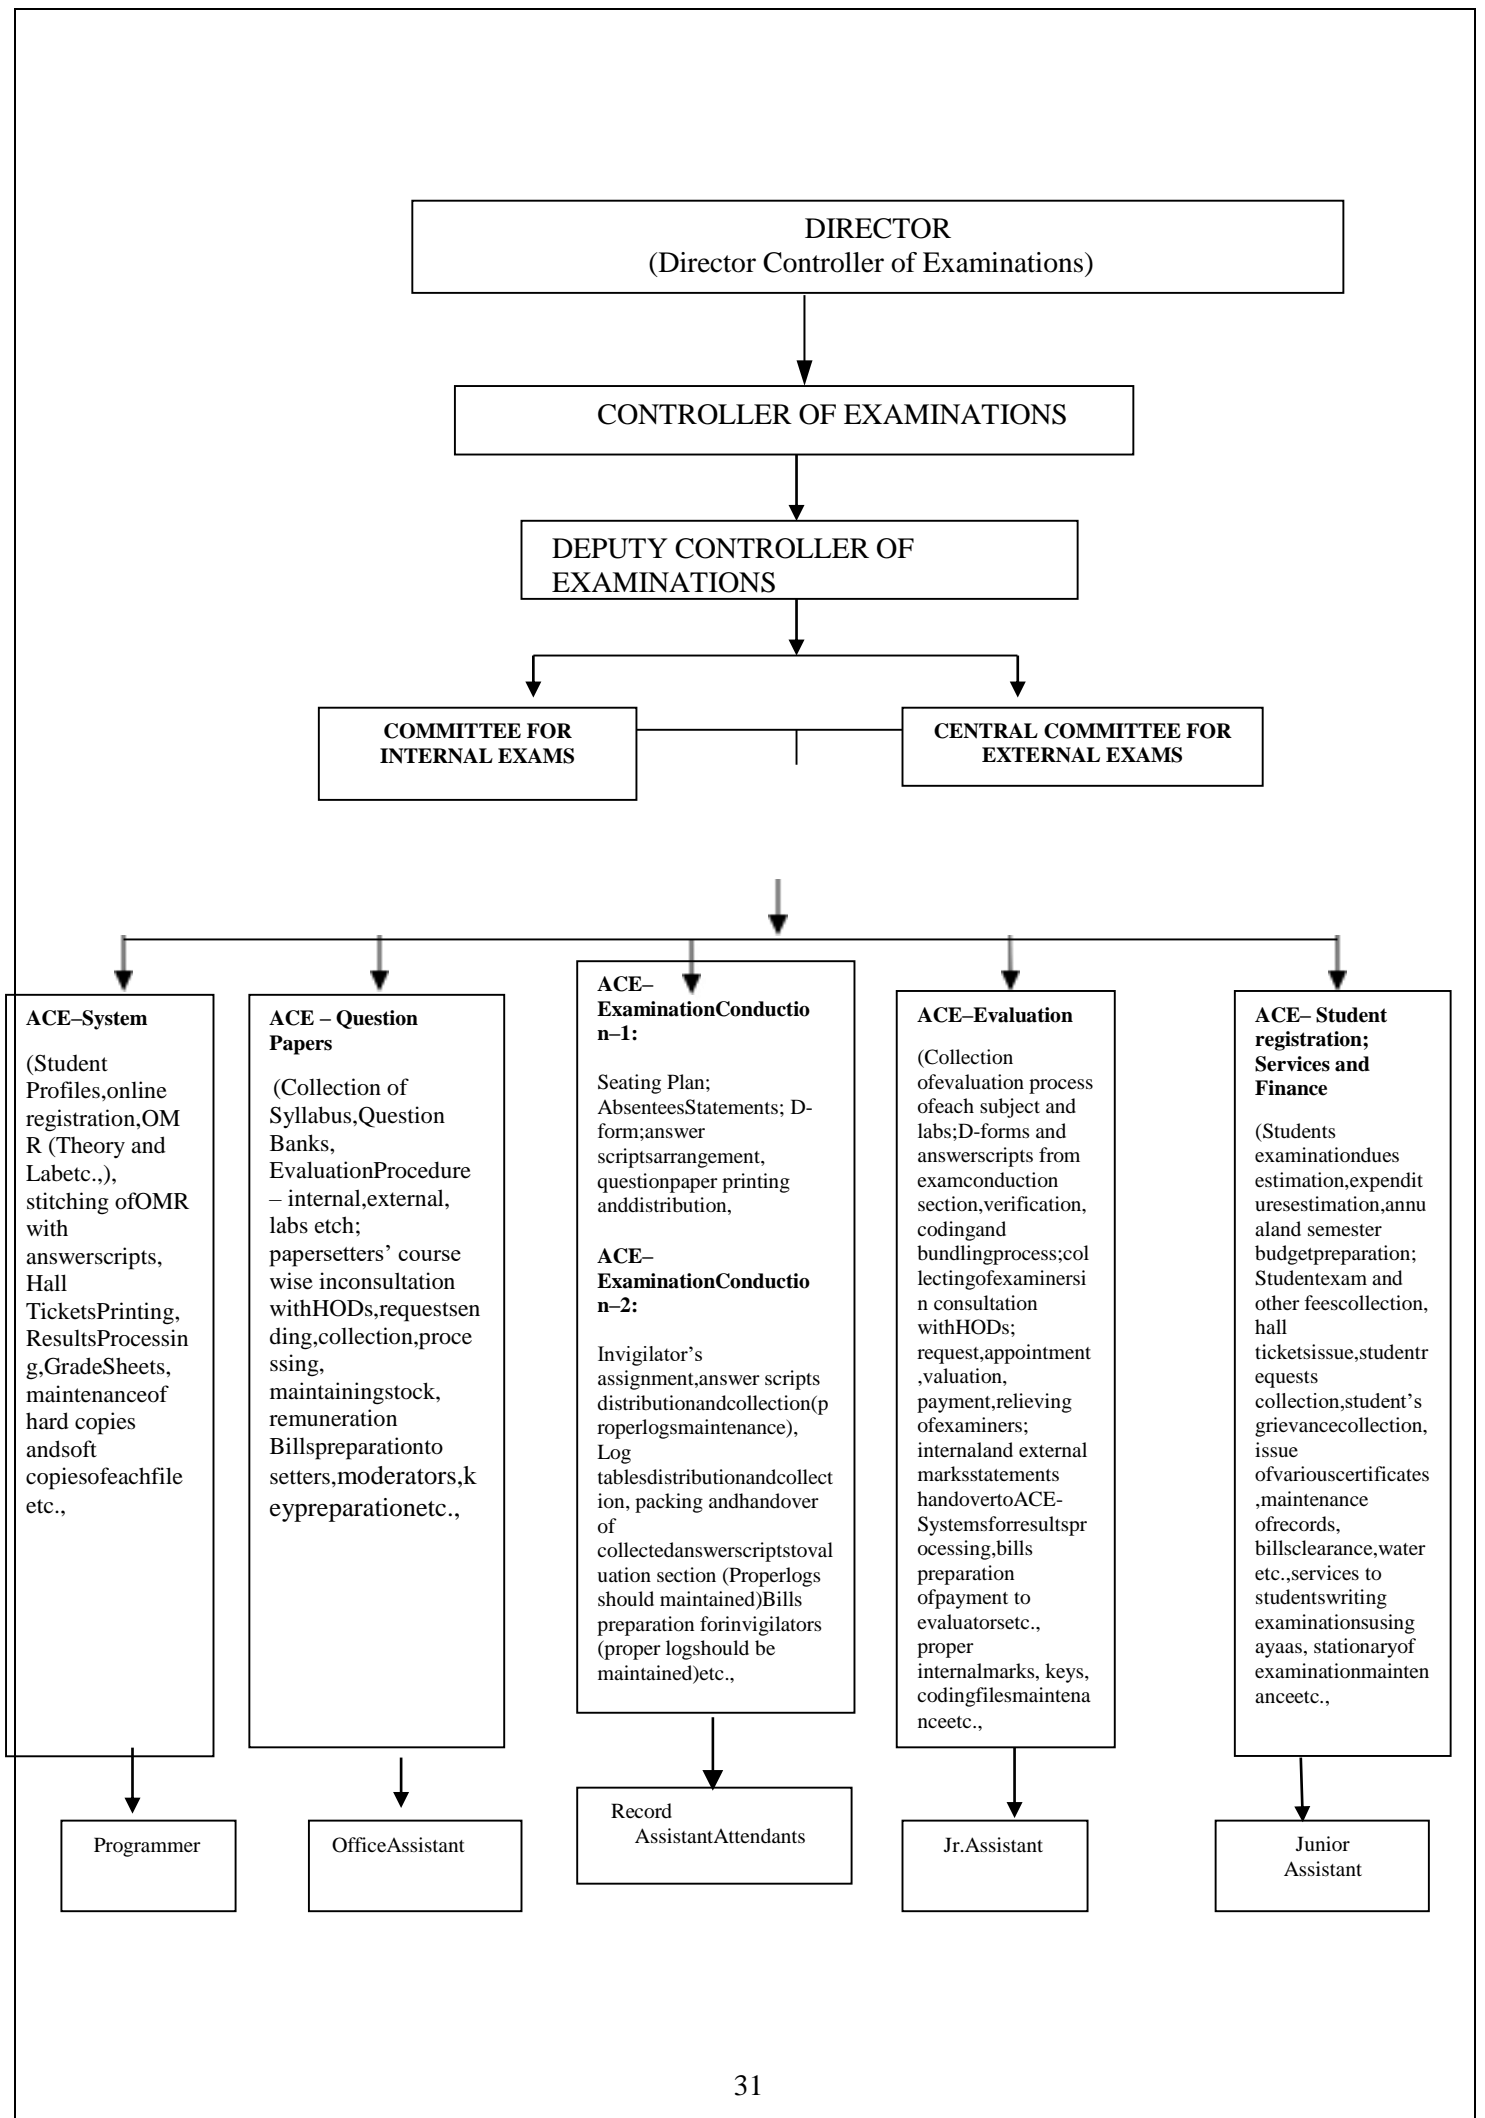 DIRECTOR
(Director Controller of Examinations)
CONTROLLER OF EXAMINATIONS
DEPUTY CONTROLLER OF
EXAMINATIONS
COMMITTEE FOR
INTERNAL EXAMS
CENTRAL COMMITTEE FOR
EXTERNAL EXAMS
ACE–System
(Student
Profiles,online
registration,OM
R (Theory and
Labetc.,),
stitching ofOMR
with
answerscripts,
Hall
TicketsPrinting,
ResultsProcessin
g,GradeSheets,
maintenanceof
hard copies
andsoft
copiesofeachfile
etc.,
ACE – Question
Papers
(Collection of
Syllabus,Question
Banks,
EvaluationProcedure
– internal,external,
labs etch;
papersetters’ course
wise inconsultation
withHODs,requestsen
ding,collection,proce
ssing,
maintainingstock,
remuneration
Billspreparationto
setters,moderators,k
eypreparationetc.,
ACE–
ExaminationConductio
n–1:
Seating Plan;
AbsenteesStatements; D-
form;answer
scriptsarrangement,
questionpaper printing
anddistribution,
ACE–
ExaminationConductio
n–2:
Invigilator’s
assignment,answer scripts
distributionandcollection(p
roperlogsmaintenance),
Log
tablesdistributionandcollect
ion, packing andhandover
of
collectedanswerscriptstoval
uation section (Properlogs
should maintained)Bills
preparation forinvigilators
(proper logshould be
maintained)etc.,
ACE–Evaluation
(Collection
ofevaluation process
ofeach subject and
labs;D-forms and
answerscripts from
examconduction
section,verification,
codingand
bundlingprocess;col
lectingofexaminersi
n consultation
withHODs;
request,appointment
,valuation,
payment,relieving
ofexaminers;
internaland external
marksstatements
handovertoACE-
Systemsforresultspr
ocessing,bills
preparation
ofpayment to
evaluatorsetc.,
proper
internalmarks, keys,
codingfilesmaintena
nceetc.,
ACE– Student
registration;
Services and
Finance
(Students
examinationdues
estimation,expendit
uresestimation,annu
aland semester
budgetpreparation;
Studentexam and
other feescollection,
hall
ticketsissue,studentr
equests
collection,student’s
grievancecollection,
issue
ofvariouscertificates
,maintenance
ofrecords,
billsclearance,water
etc.,services to
studentswriting
examinationsusing
ayaas, stationaryof
examinationmainten
anceetc.,
Programmer
OfficeAssistant
Record
AssistantAttendants
Jr.Assistant
Junior
Assistant
31